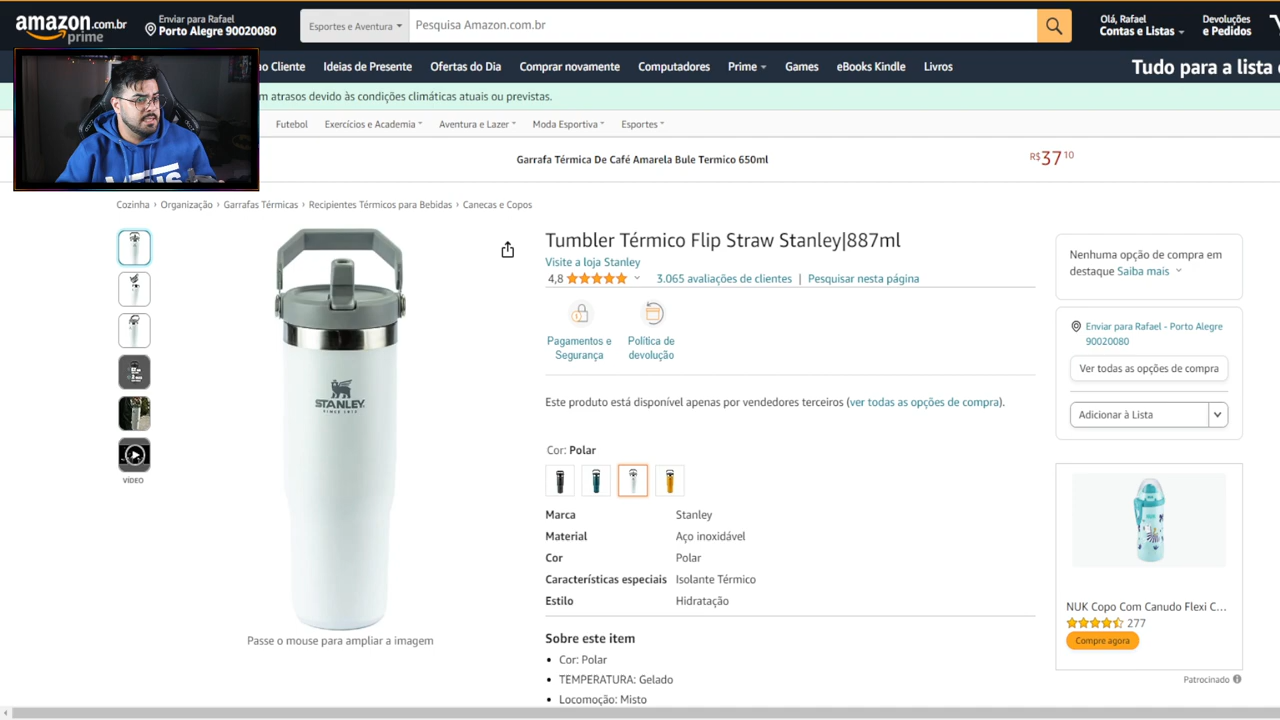 amazon.com.br
prime
Enviar para Rafael
Porto Alegre 90020080
Esportes e Aventura
Pesquisa Amazon.com.br
Olá, Rafael
Contas e Listas
Devoluções
e Pedidos
o Cliente
Ideias de Presente
Ofertas do Dia
Comprar novamente
Computadores
Prime
Games
eBooks Kindle
Livros
Tudo para a lista
m atrasos devido às condições climáticas atuais ou previstas.
Futebol
Exercícios e Academia
Aventura e Lazer
Moda Esportiva
Esportes
Garrafa Térmica De Café Amarela Bule Termico 650ml
R$37,10
Cozinha › Organização › Garrafas Térmicas › Recipientes Térmicos para Bebidas › Canecas e Copos
VÍDEO
STANLEY
SINCE 1913
Passe o mouse para ampliar a imagem
Tumbler Térmico Flip Straw Stanley|887ml
Visite a loja Stanley
4,8
3.065 avaliações de clientes | Pesquisar nesta página
Pagamentos e
Segurança
Política de
devolução
Este produto está disponível apenas por vendedores terceiros (ver todas as opções de compra).
Cor: Polar
Marca Stanley
Material Aço inoxidável
Cor Polar
Características especiais Isolante Térmico
Estilo Hidratação
Sobre este item
• Cor: Polar
• TEMPERATURA: Gelado
• Locomoção: Misto
Nenhuma opção de compra em
destaque Saiba mais
Enviar para Rafael - Porto Alegre
90020080
Ver todas as opções de compra
Adicionar à Lista
NUK Copo Com Canudo Flexi C...
277
Compre agora
Patrocinado